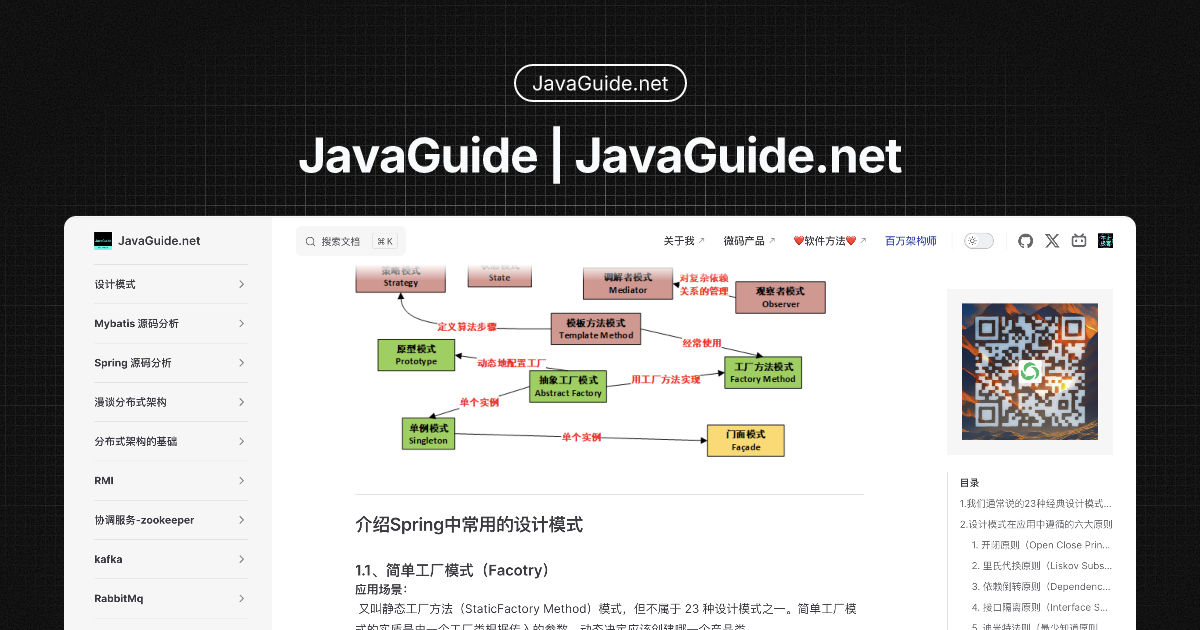 JavaGuide.net
JavaGuide | JavaGuide.net
JavaGuide.net
搜索文档
⌘ K
关于我
微码产品
❤️软件方法❤️
百万架构师
设计模式
Mybatis 源码分析
Spring 源码分析
漫谈分布式架构
分布式架构的基础
RMI
协调服务-zookeeper
kafka
RabbitMq
策略模式
Strategy
State
调解者模式
Mediator
对复杂依赖
关系的管理
观察者模式
Observer
定义算法步骤
模板方法模式
Template Method
经常使用
原型模式
Prototype
动态地配置工厂
抽象工厂模式
Abstract Factory
用工厂方法实现
工厂方法模式
Factory Method
单个实例
单例模式
Singleton
单个实例
门面模式
Façade
介绍Spring中常用的设计模式
1.1、简单工厂模式（Facotry）
应用场景：
又叫静态工厂方法（StaticFactory Method）模式，但不属于 23 种设计模式之一。简单工厂模
式的实质是由一个工厂类根据传入的参数，动态决定应该创建哪一个产品类
目录
1.我们通常说的23种经典设计模式...
2.设计模式在应用中遵循的六大原则
1. 开闭原则（Open Close Prin...
2. 里氏代换原则（Liskov Subs...
3. 依赖倒转原则（Dependenc...
4. 接口隔离原则（Interface S...
5. 迪米特法则（最少知道原则